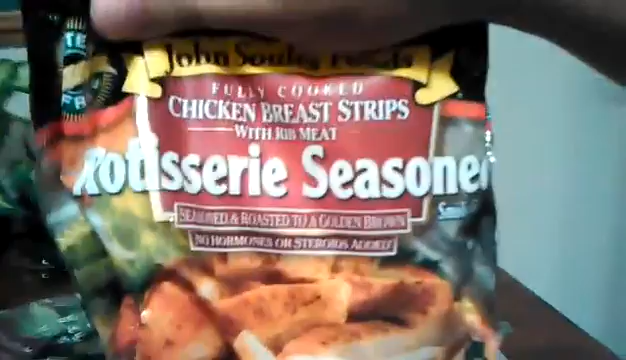 John Soules Foods
FULLY COOKED
CHICKEN BREAST STRIPS
WITH RIB MEAT
Rotisserie Seasoned
SEASONED & ROASTED TO A GOLDEN BROWN
NO HORMONES OR STEROIDS ADDED